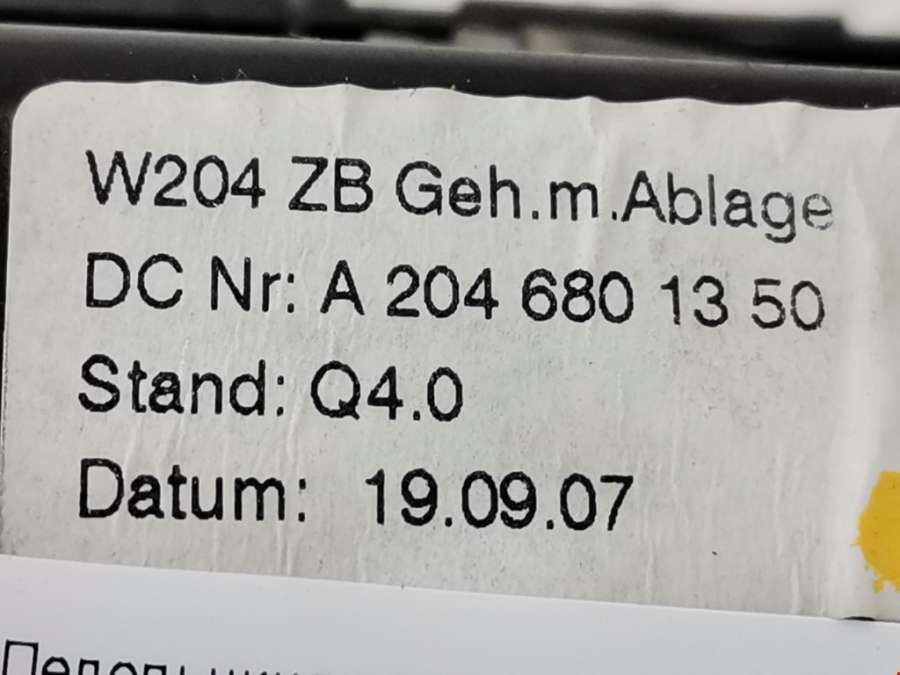 W204 ZB Geh.m.Ablage
DC Nr: A 204 680 13 50
Stand: Q4.0
Datum: 19.09.07